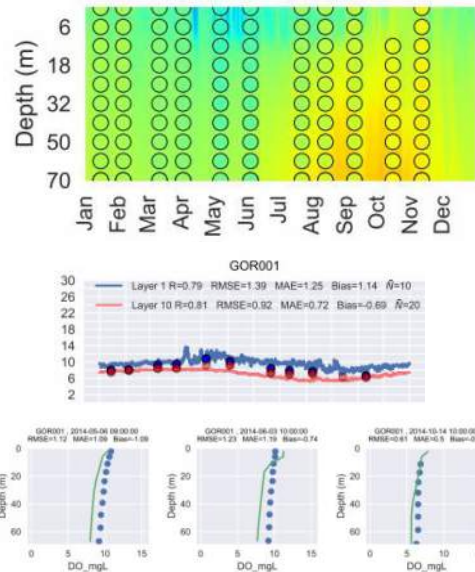 6
18
32
50
70
Depth (m)
Jan Feb Mar Apr May Jun Jul Aug Sep Oct Nov Dec
GOR001
30
26
22
18
14
10
6
2
Layer 1 R=0.79 RMSE=1.39 MAE=1.25 Bias=1.14 N̄=10
Layer 10 R=0.81 RMSE=0.92 MAE=0.72 Bias=-0.69 N̄=20
GOR001 , 2014-05-06 09:00:00
RMSE=1.12 MAE=1.09 Bias=-1.09
0
20
40
60
Depth (m)
0 5 10 15
DO_mgL
GOR001 , 2014-06-03 10:00:00
RMSE=1.23 MAE=1.19 Bias=-0.74
0
20
40
60
Depth (m)
0 5 10 15
DO_mgL
GOR001 , 2014-10-14 10:00:00
RMSE=0.61 MAE=0.5 Bias=-0
0
20
40
60
Depth (m)
0 5 10 15
DO_mgL